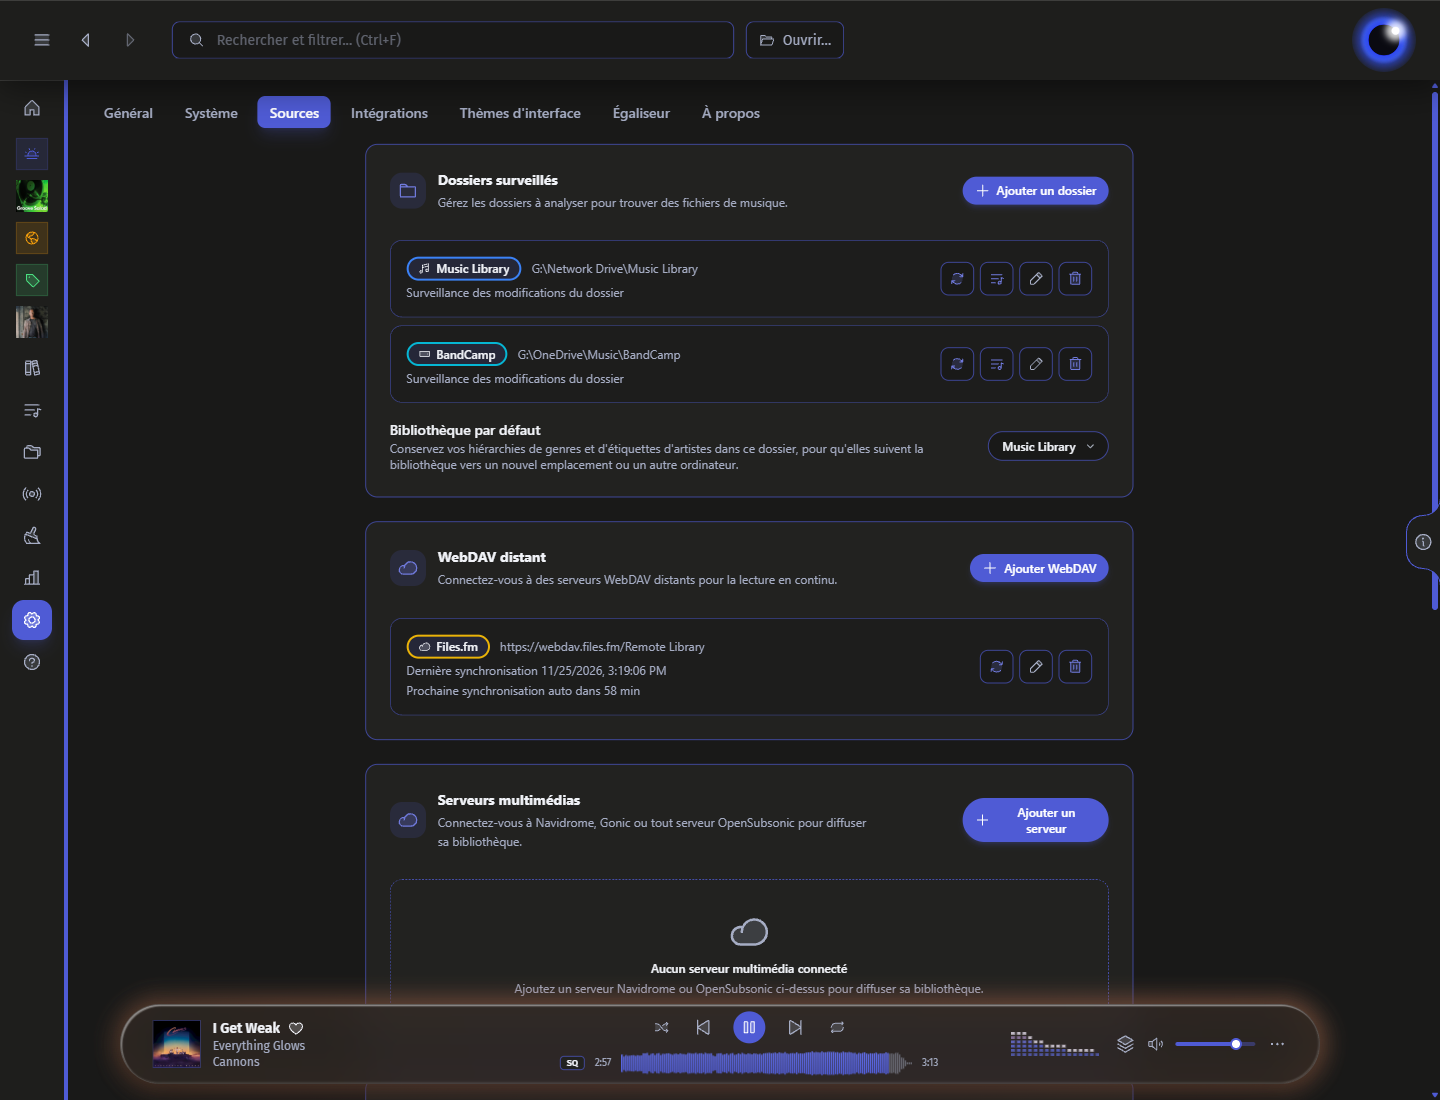 Rechercher et filtrer... (Ctrl+F)
Ouvrir...
Général
Système
Sources
Intégrations
Thèmes d'interface
Égaliseur
À propos
Dossiers surveillés
Gérez les dossiers à analyser pour trouver des fichiers de musique.
Ajouter un dossier
Music Library
G:\Network Drive\Music Library
Surveillance des modifications du dossier
BandCamp
G:\OneDrive\Music\BandCamp
Surveillance des modifications du dossier
Bibliothèque par défaut
Conservez vos hiérarchies de genres et d'étiquettes d'artistes dans ce dossier, pour qu'elles suivent la
bibliothèque vers un nouvel emplacement ou un autre ordinateur.
Music Library
WebDAV distant
Connectez-vous à des serveurs WebDAV distants pour la lecture en continu.
Ajouter WebDAV
Files.fm
https://webdav.files.fm/Remote Library
Dernière synchronisation 11/25/2026, 3:19:06 PM
Prochaine synchronisation auto dans 58 min
Serveurs multimédias
Connectez-vous à Navidrome, Gonic ou tout serveur OpenSubsonic pour diffuser
sa bibliothèque.
Ajouter un
serveur
Aucun serveur multimédia connecté
Ajoutez un serveur Navidrome ou OpenSubsonic ci-dessus pour diffuser sa bibliothèque.
I Get Weak
Everything Glows
Cannons
SQ
2:57
3:13